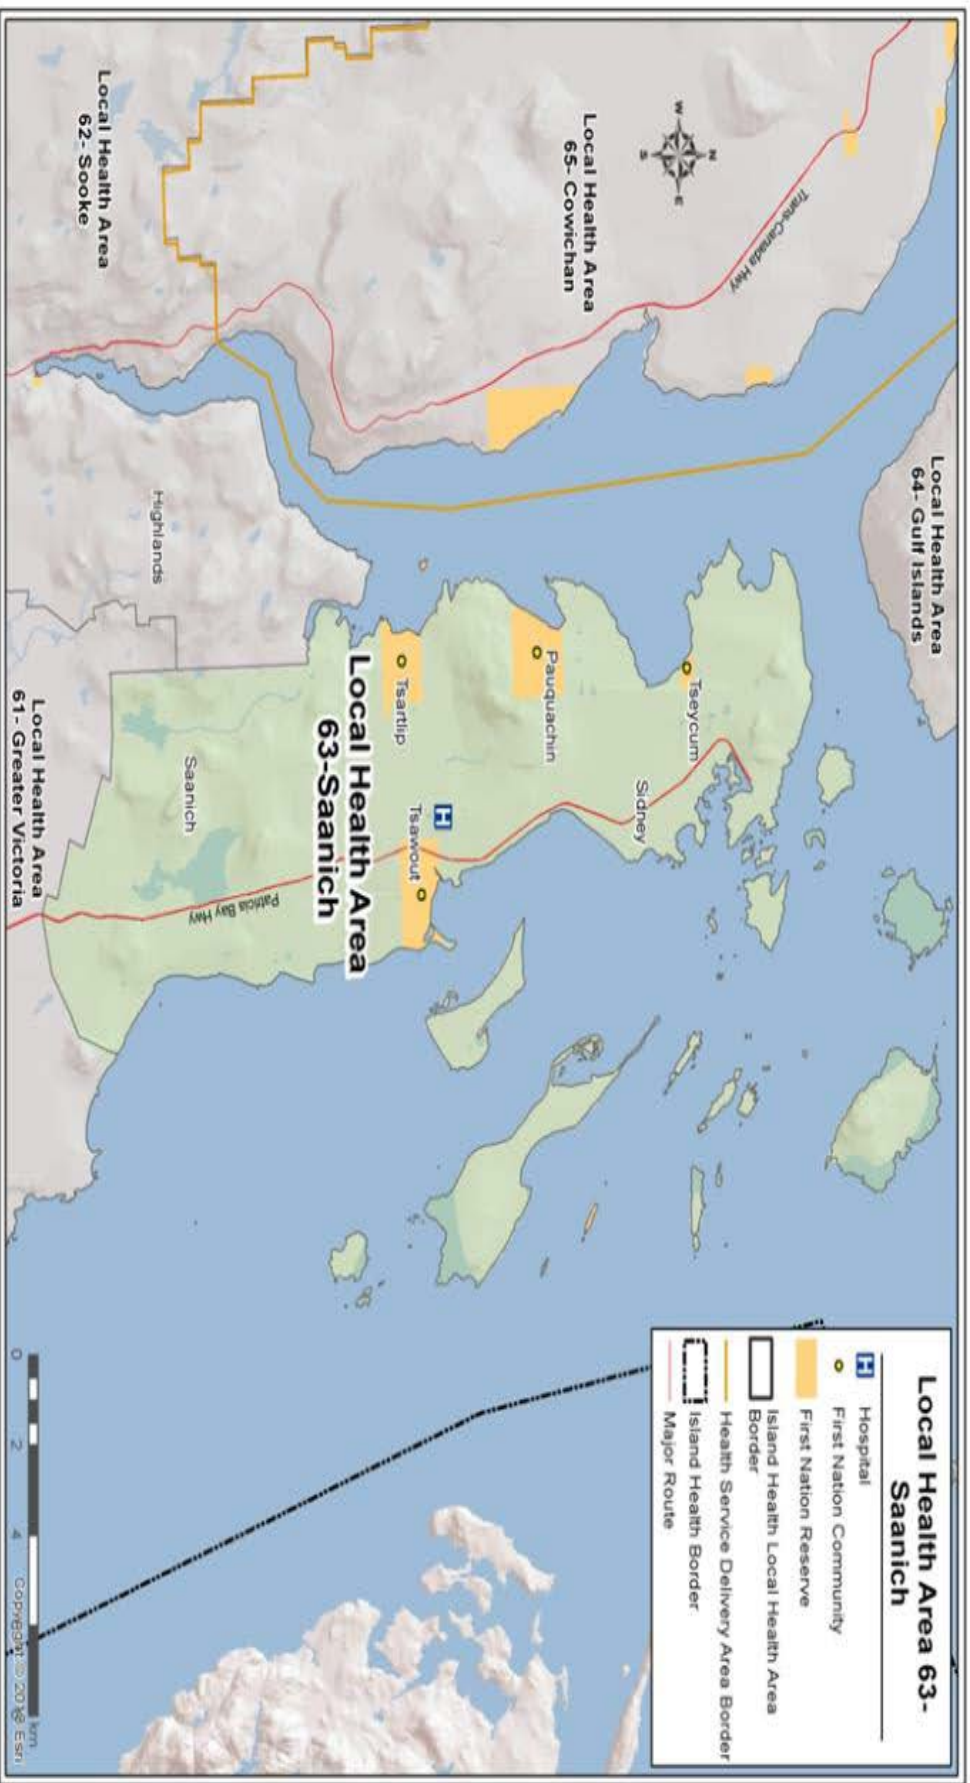 Local Health Area 63-
Saanich
Hospital
First Nation Community
First Nation Reserve
Island Health Local Health Area
Border
Health Service Delivery Area Border
Island Health Border
Major Route
Local Health Area
64- Gulf Islands
Trans-Canada Hwy
N
W
E
S
Local Health Area
65- Cowichan
Tseycum
Sidney
Pauquachin
Tsartlip
H
Tsawout
Local Health Area
63-Saanich
Local Health Area
62- Sooke
Highlands
Saanich
Patricia Bay Hwy
Local Health Area
61- Greater Victoria
0 2 4
km
Copyright:© 2013 Esri